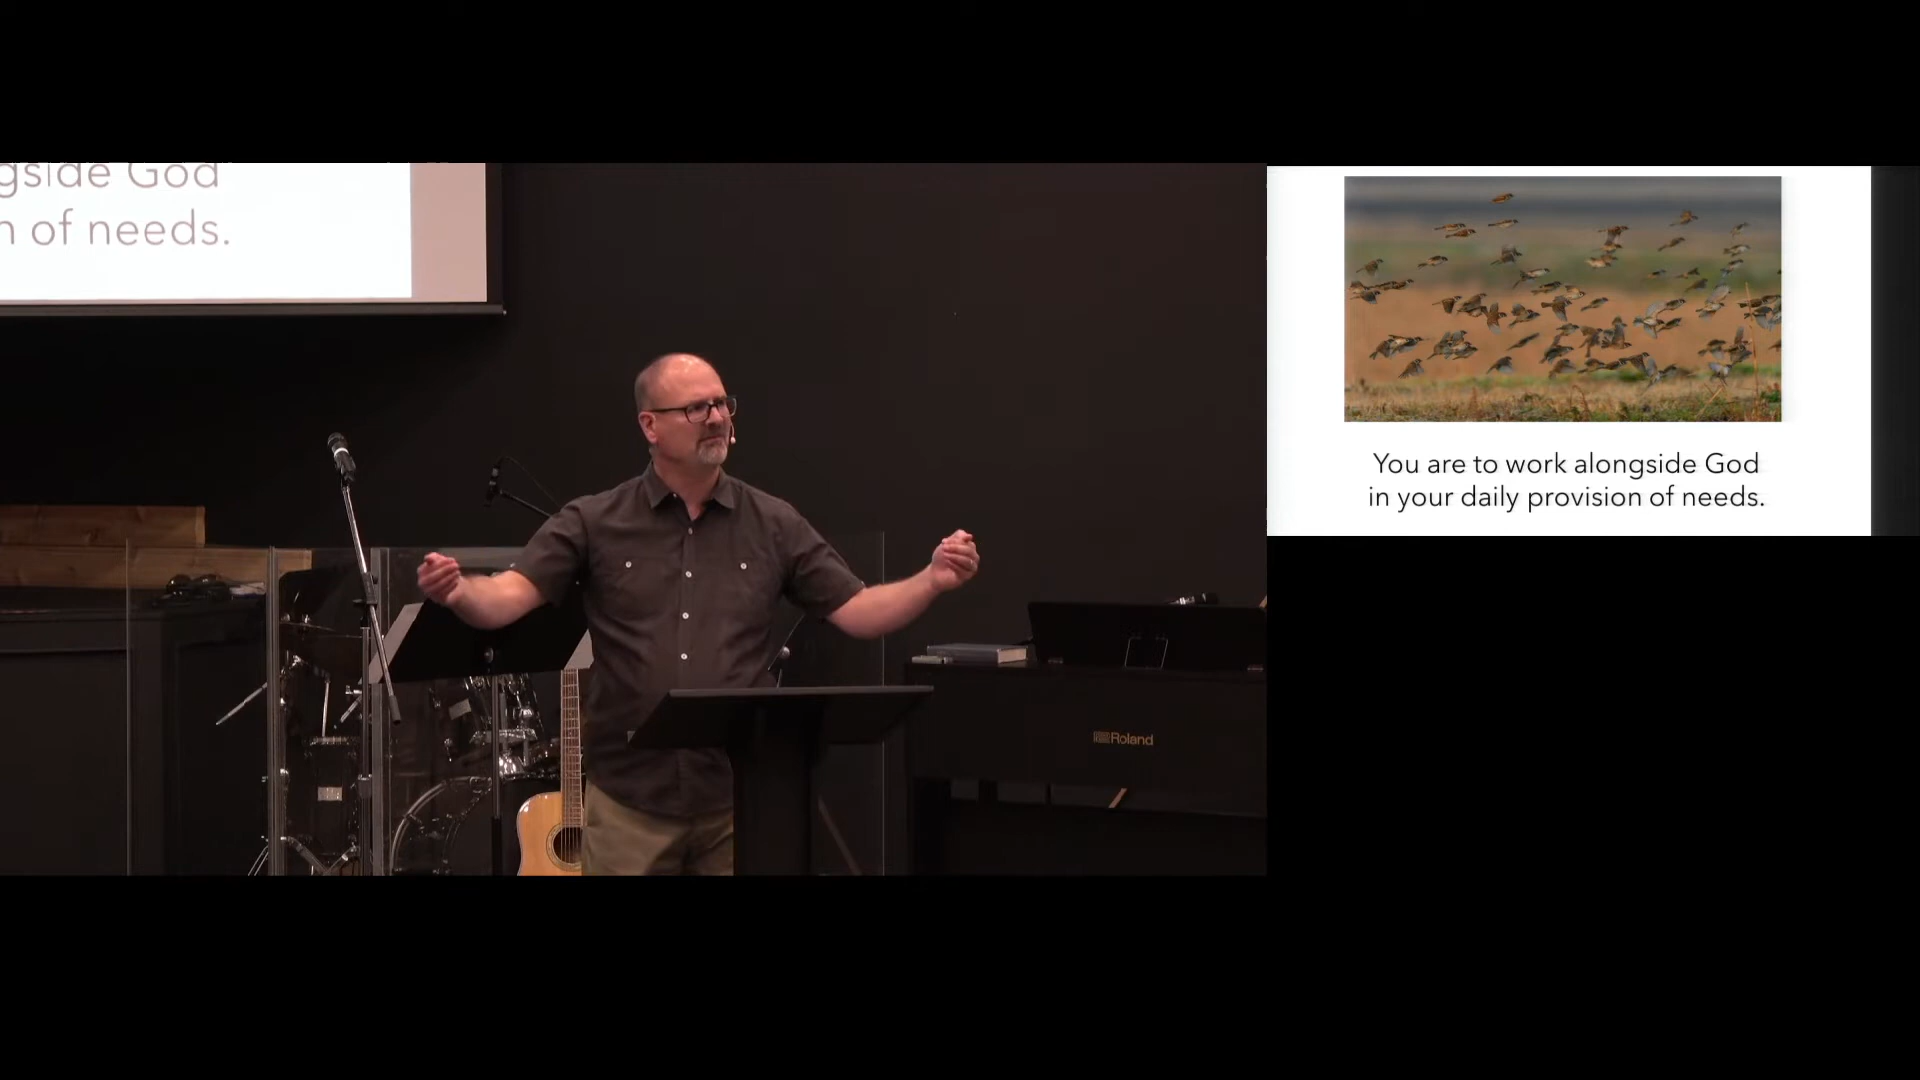 gside God
n of needs.
You are to work alongside God
in your daily provision of needs.
Roland